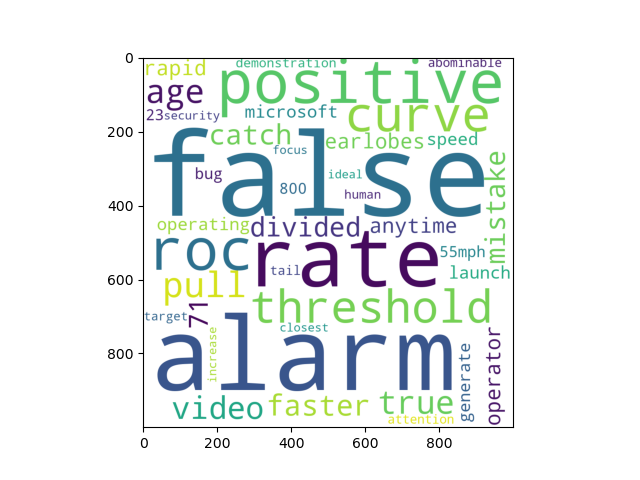 0
rapid demonstration abominable
positive
age
23 security microsoft curve
200
catch earlobes speed
false
focus
bug 800 ideal
human
mistake
400
operating divided anytime
roc rate 55mph
tail launch
600
pull
threshold
target 71 closest
increase
800
alarm
generate operator
video faster true
attention
0 200 400 600 800